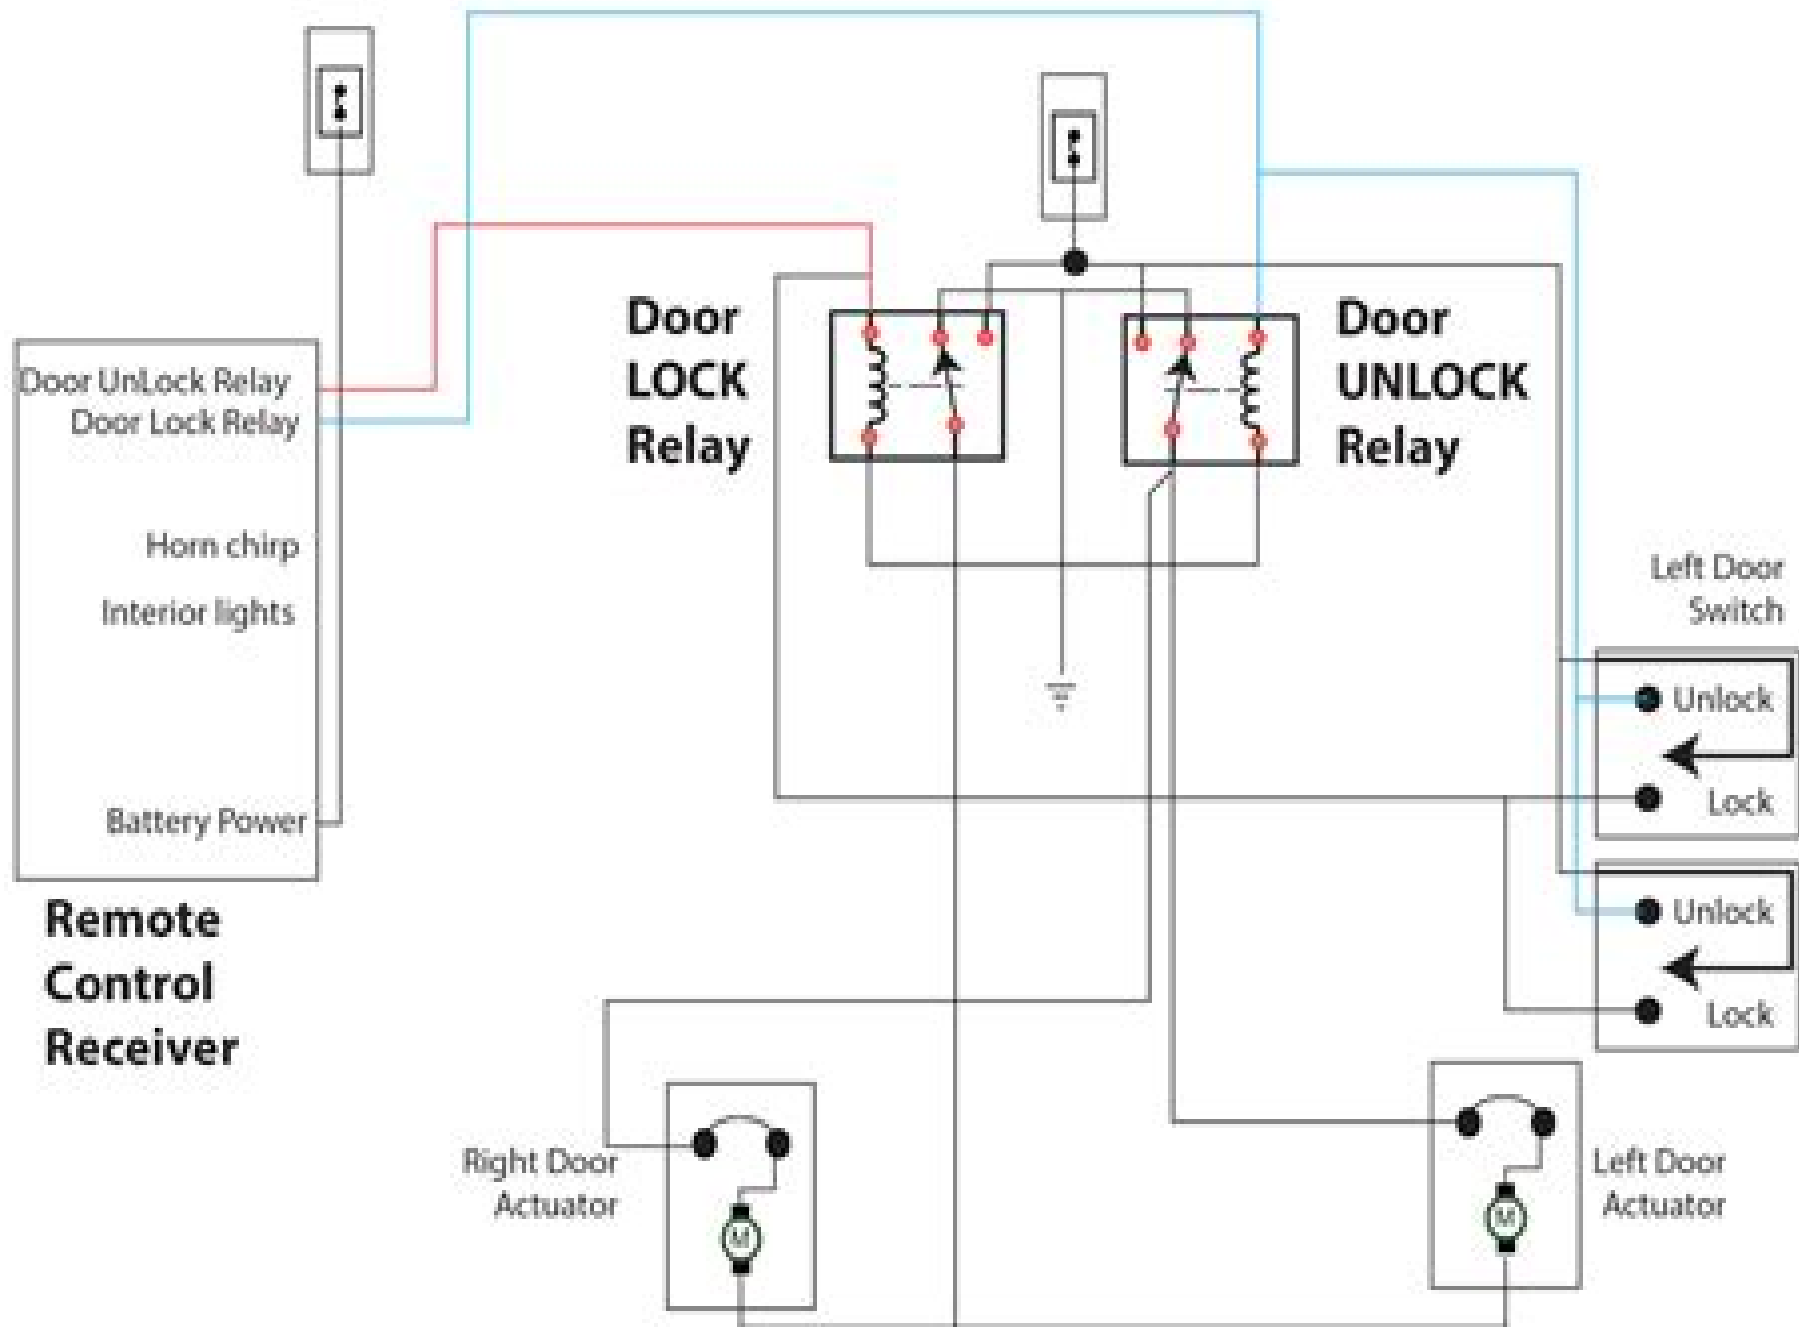 Door
LOCK
Relay
Door
UNLOCK
Relay
Door UnLock Relay
Door Lock Relay
Horn chirp
Interior lights
Battery Power
Remote
Control
Receiver
Left Door
Switch
Unlock
Lock
Unlock
Lock
Right Door
Actuator
M
Left Door
Actuator
M